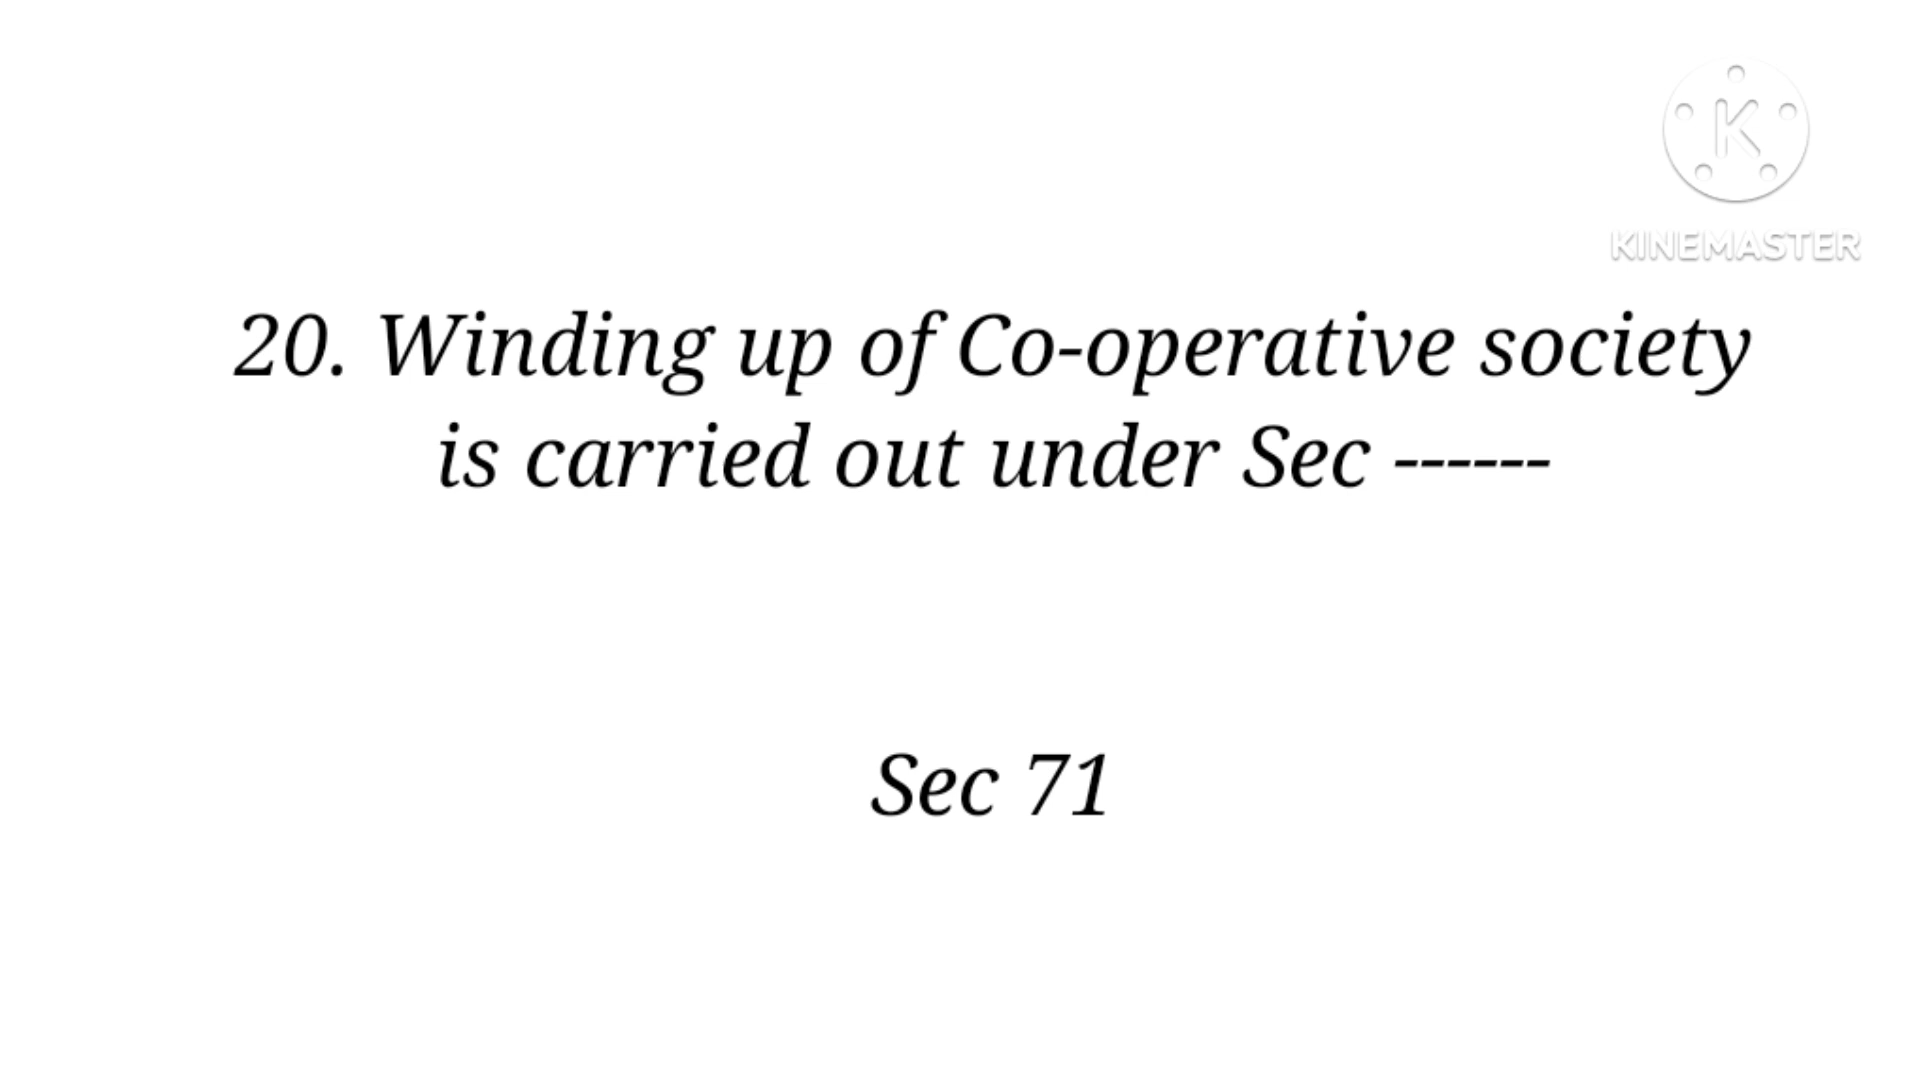 K
KINEMASTER
20. Winding up of Co-operative society
is carried out under Sec ------
Sec 71